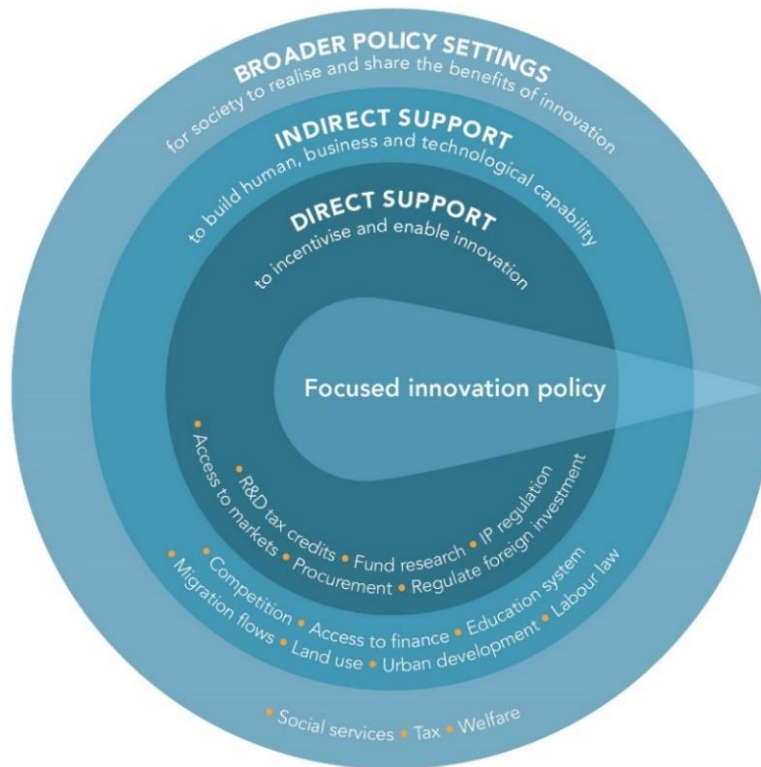 BROADER POLICY SETTINGS
for society to realise and share the benefits of innovation
INDIRECT SUPPORT
to build human, business and technological capability
DIRECT SUPPORT
to incentivise and enable innovation
Focused innovation policy
• R&D tax credits • Fund research • IP regulation
• Access to markets • Procurement • Regulate foreign investment
• Competition • Access to finance • Education system
• Migration flows • Land use • Urban development • Labour law
• Social services • Tax • Welfare